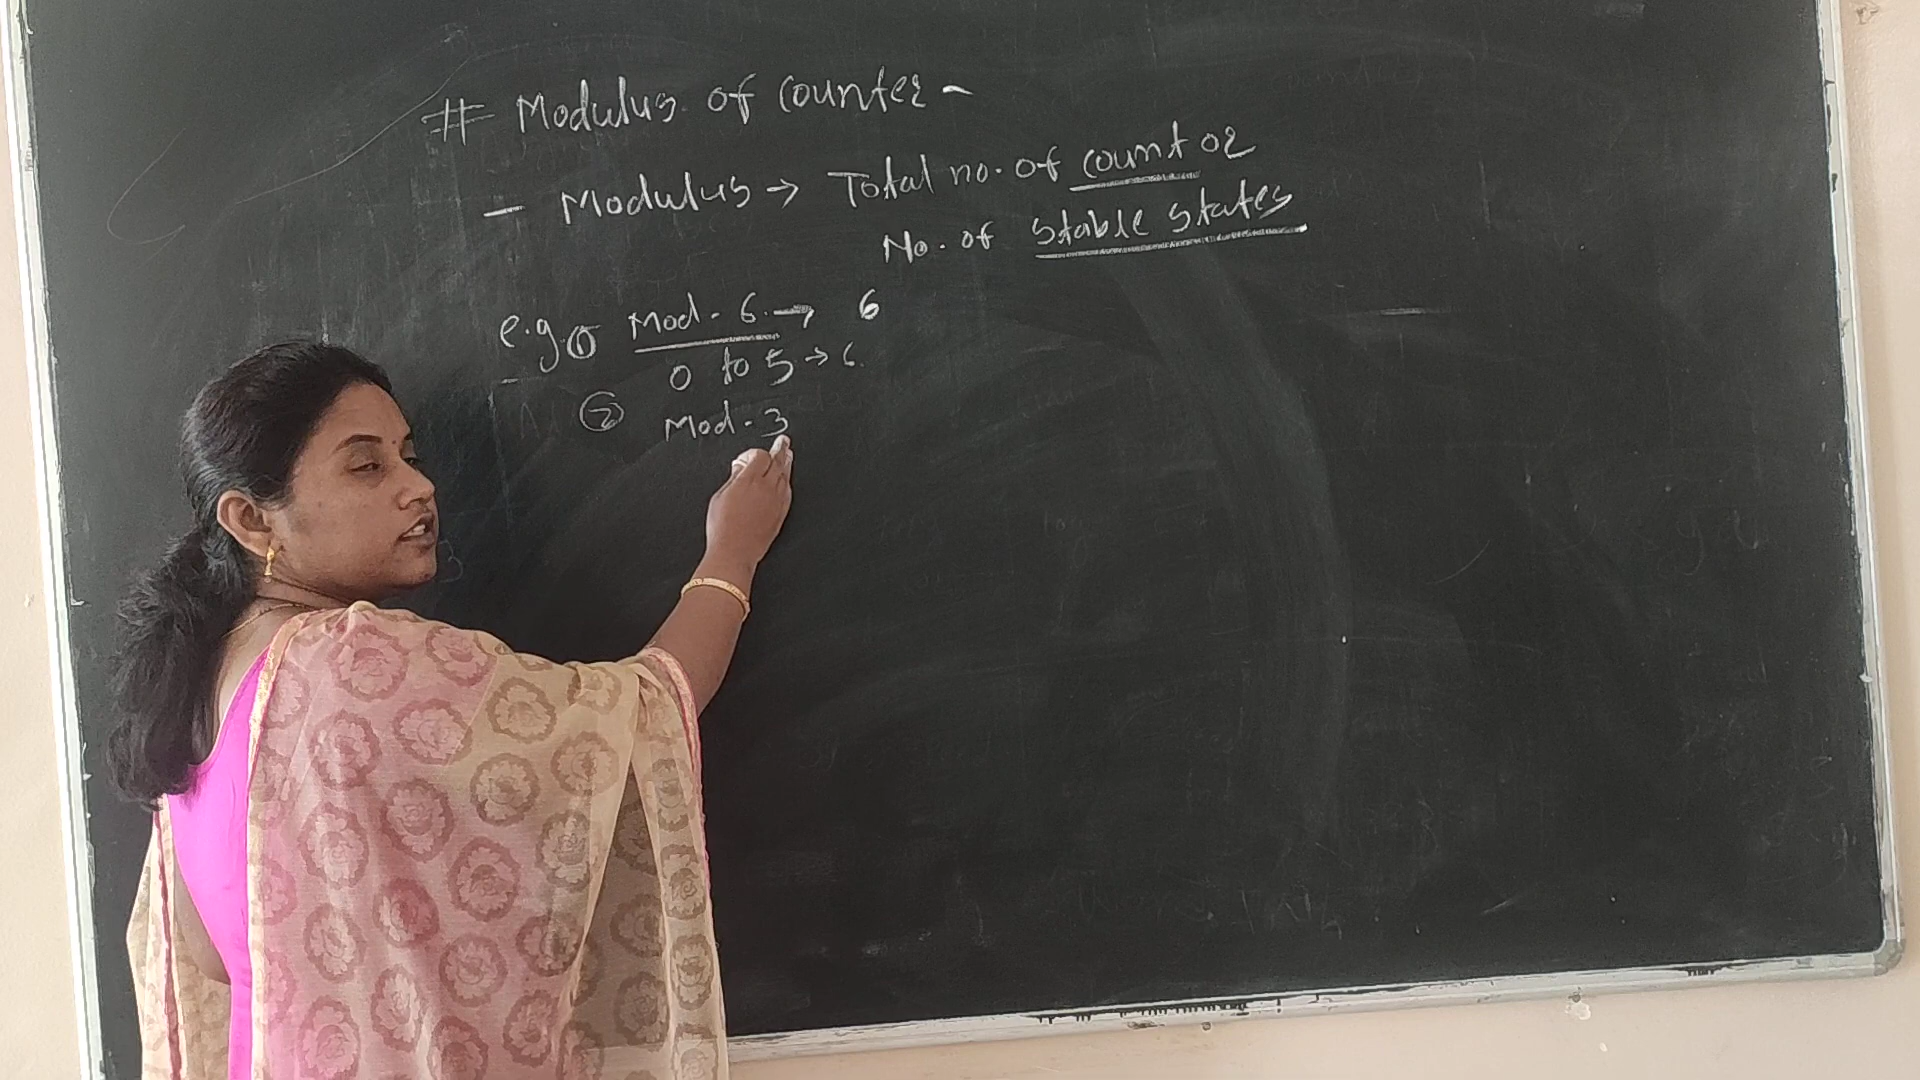 # Modulus of counter -
- Modulus → Total no. of count or
No. of stable states
e.g. ① Mod - 6 → 6
0 to 5 → 6
② Mod - 3